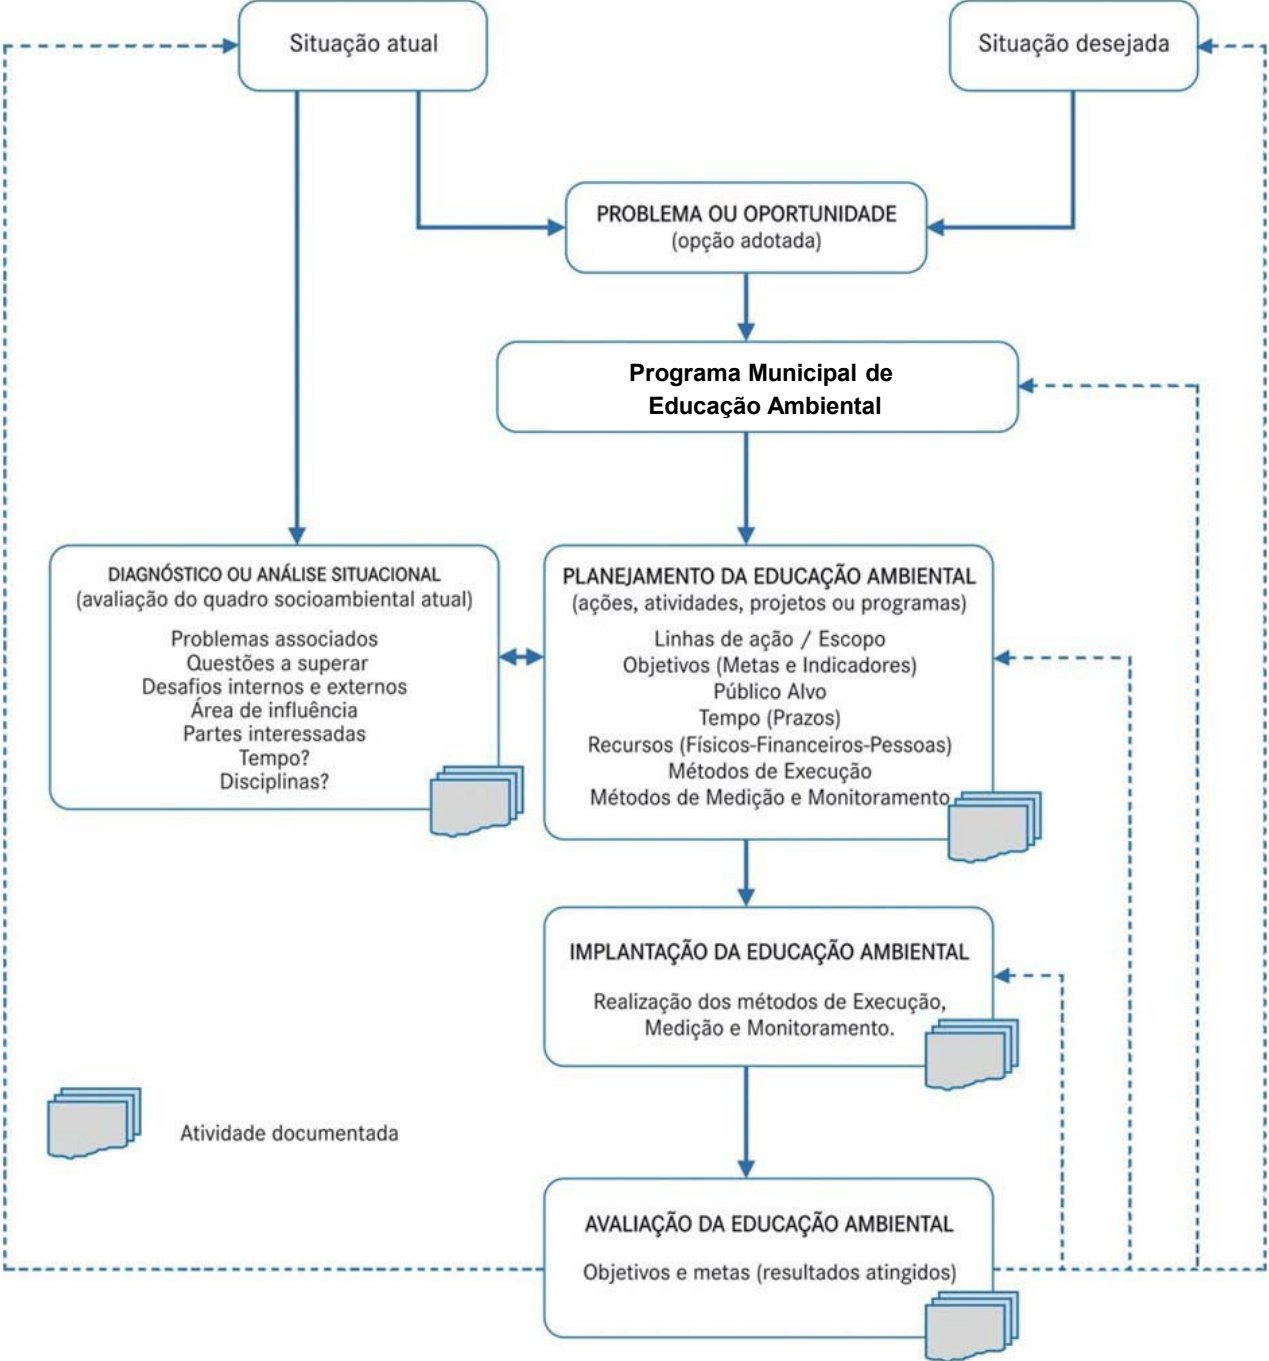 Situação atual
Situação desejada
PROBLEMA OU OPORTUNIDADE
(opção adotada)
Programa Municipal de
Educação Ambiental
DIAGNÓSTICO OU ANÁLISE SITUACIONAL
(avaliação do quadro socioambiental atual)
Problemas associados
Questões a superar
Desafios internos e externos
Área de influência
Partes interessadas
Tempo?
Disciplinas?
PLANEJAMENTO DA EDUCAÇÃO AMBIENTAL
(ações, atividades, projetos ou programas)
Linhas de ação / Escopo
Objetivos (Metas e Indicadores)
Público Alvo
Tempo (Prazos)
Recursos (Físicos-Financeiros-Pessoas)
Métodos de Execução
Métodos de Medição e Monitoramento
IMPLANTAÇÃO DA EDUCAÇÃO AMBIENTAL
Realização dos métodos de Execução,
Medição e Monitoramento.
Atividade documentada
AVALIAÇÃO DA EDUCAÇÃO AMBIENTAL
Objetivos e metas (resultados atingidos)